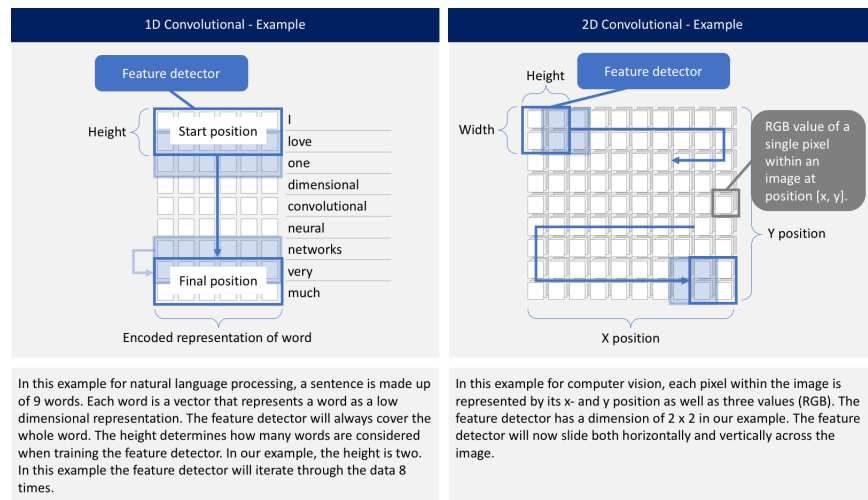 1D Convolutional - Example
Feature detector
Height
Start position
I
love
one
dimensional
convolutional
neural
networks
very
much
Final position
Encoded representation of word
In this example for natural language processing, a sentence is made up
of 9 words. Each word is a vector that represents a word as a low
dimensional representation. The feature detector will always cover the
whole word. The height determines how many words are considered
when training the feature detector. In our example, the height is two.
In this example the feature detector will iterate through the data 8
times.
2D Convolutional - Example
Height
Feature detector
Width
RGB value of a
single pixel
within an
image at
position [x, y].
Y position
X position
In this example for computer vision, each pixel within the image is
represented by its x- and y position as well as three values (RGB). The
feature detector has a dimension of 2 x 2 in our example. The feature
detector will now slide both horizontally and vertically across the
image.